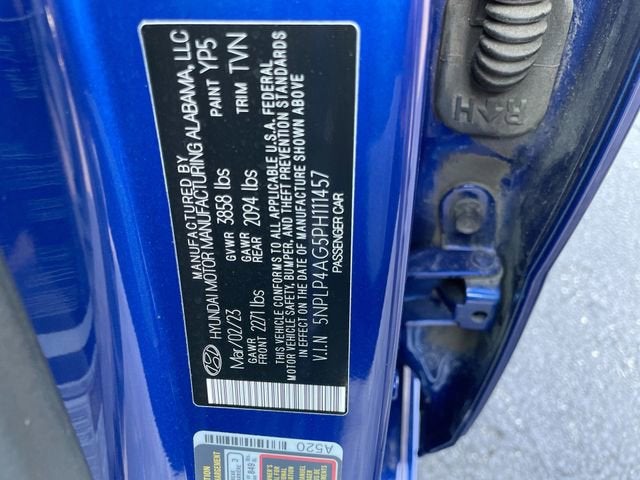 MANUFACTURED BY
HYUNDAI MOTOR MANUFACTURING ALABAMA, LLC
Mar/02/23 GVWR 3858 lbs PAINT YP5
GAWR FRONT 2271 lbs GAWR REAR 2094 lbs TRIM TVN
THIS VEHICLE CONFORMS TO ALL APPLICABLE U.S.A. FEDERAL
MOTOR VEHICLE SAFETY, BUMPER, AND THEFT PREVENTION STANDARDS
IN EFFECT ON THE DATE OF MANUFACTURE SHOWN ABOVE
V.I.N 5NPLP4AG5PH111457
PASSENGER CAR
A520
R4H